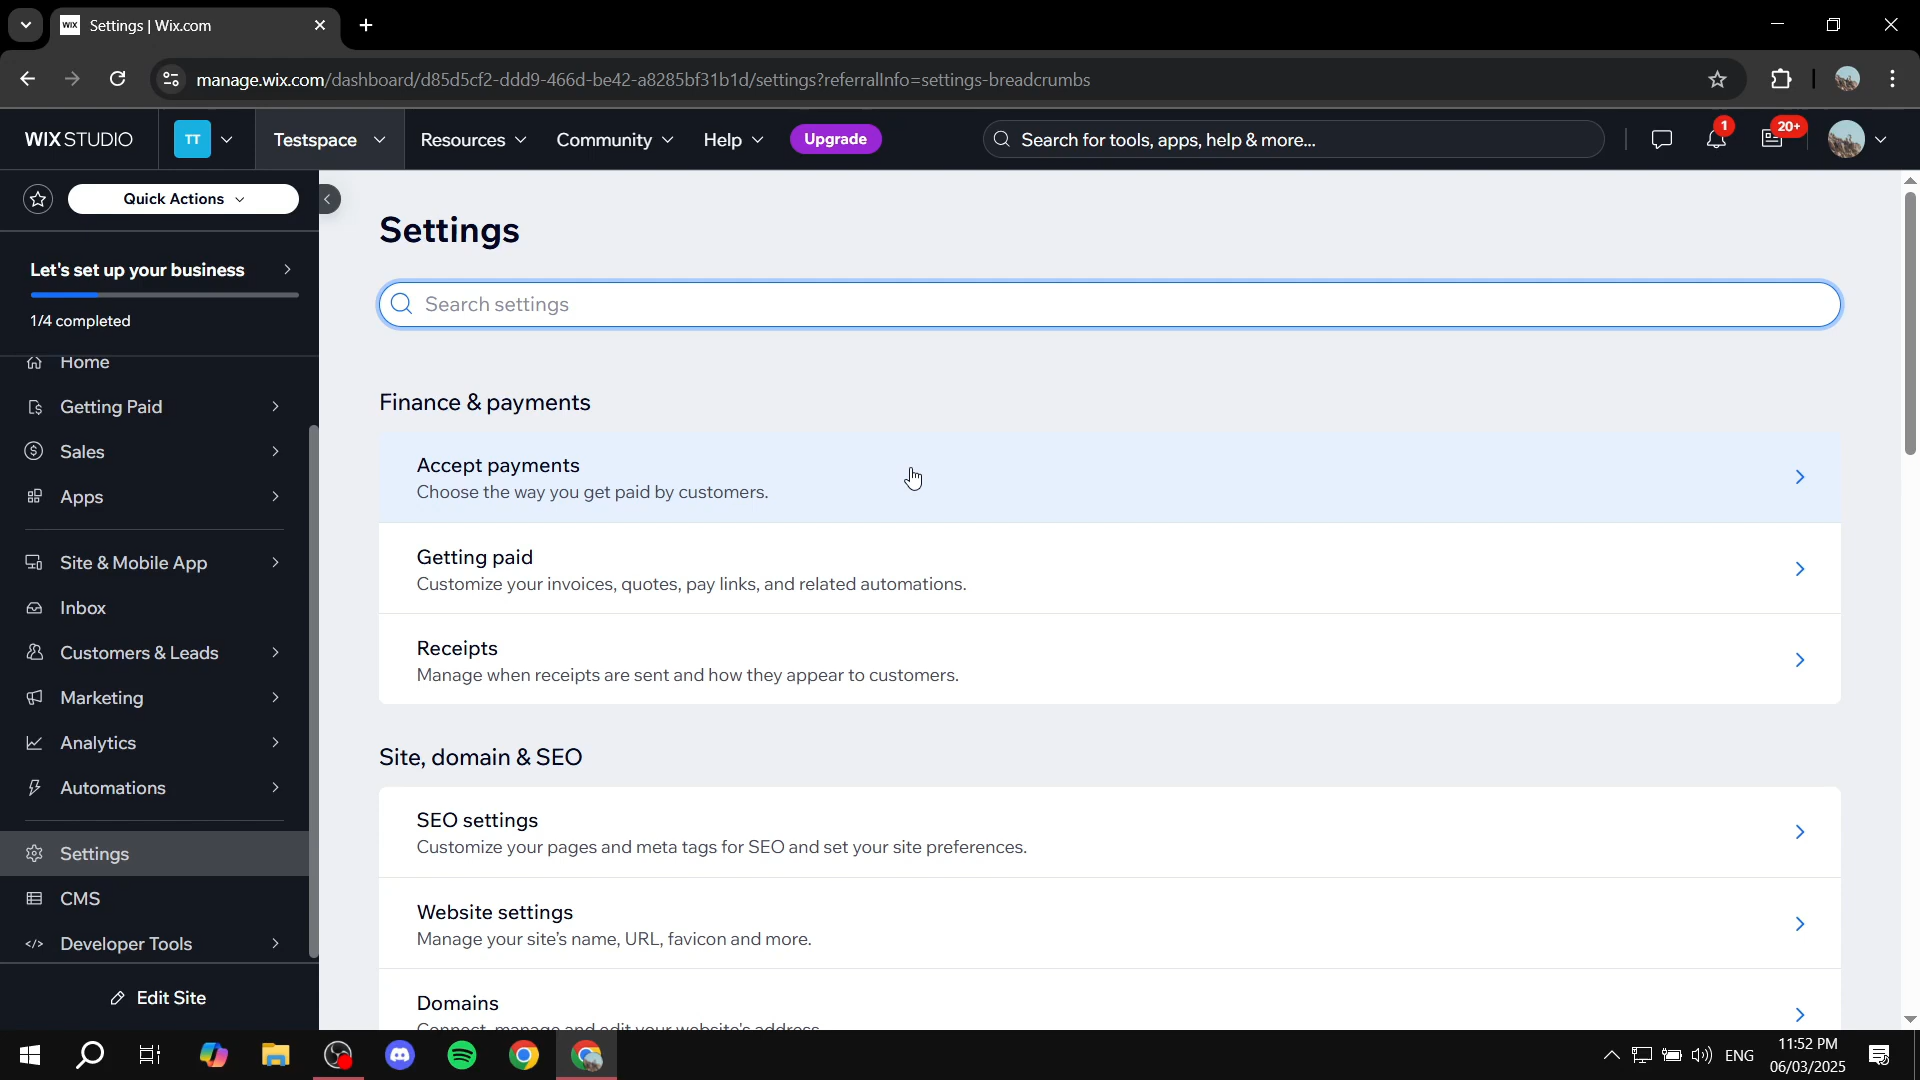 WIX Settings | Wix.com
manage.wix.com/dashboard/d85d5cf2-ddd9-466d-be42-a8285bf31b1d/settings?referralInfo=settings-breadcrumbs
WIX STUDIO TT Testspace Resources Community Help Upgrade Search for tools, apps, help & more... 1 20+
Quick Actions
Let's set up your business
1/4 completed
Home
Getting Paid
Sales
Apps
Site & Mobile App
Inbox
Customers & Leads
Marketing
Analytics
Automations
Settings
CMS
Developer Tools
Edit Site
Settings
Search settings
Finance & payments
Accept payments
Choose the way you get paid by customers.
Getting paid
Customize your invoices, quotes, pay links, and related automations.
Receipts
Manage when receipts are sent and how they appear to customers.
Site, domain & SEO
SEO settings
Customize your pages and meta tags for SEO and set your site preferences.
Website settings
Manage your site's name, URL, favicon and more.
Domains
Connect, manage and edit your website's address.
ENG
11:52 PM
06/03/2025